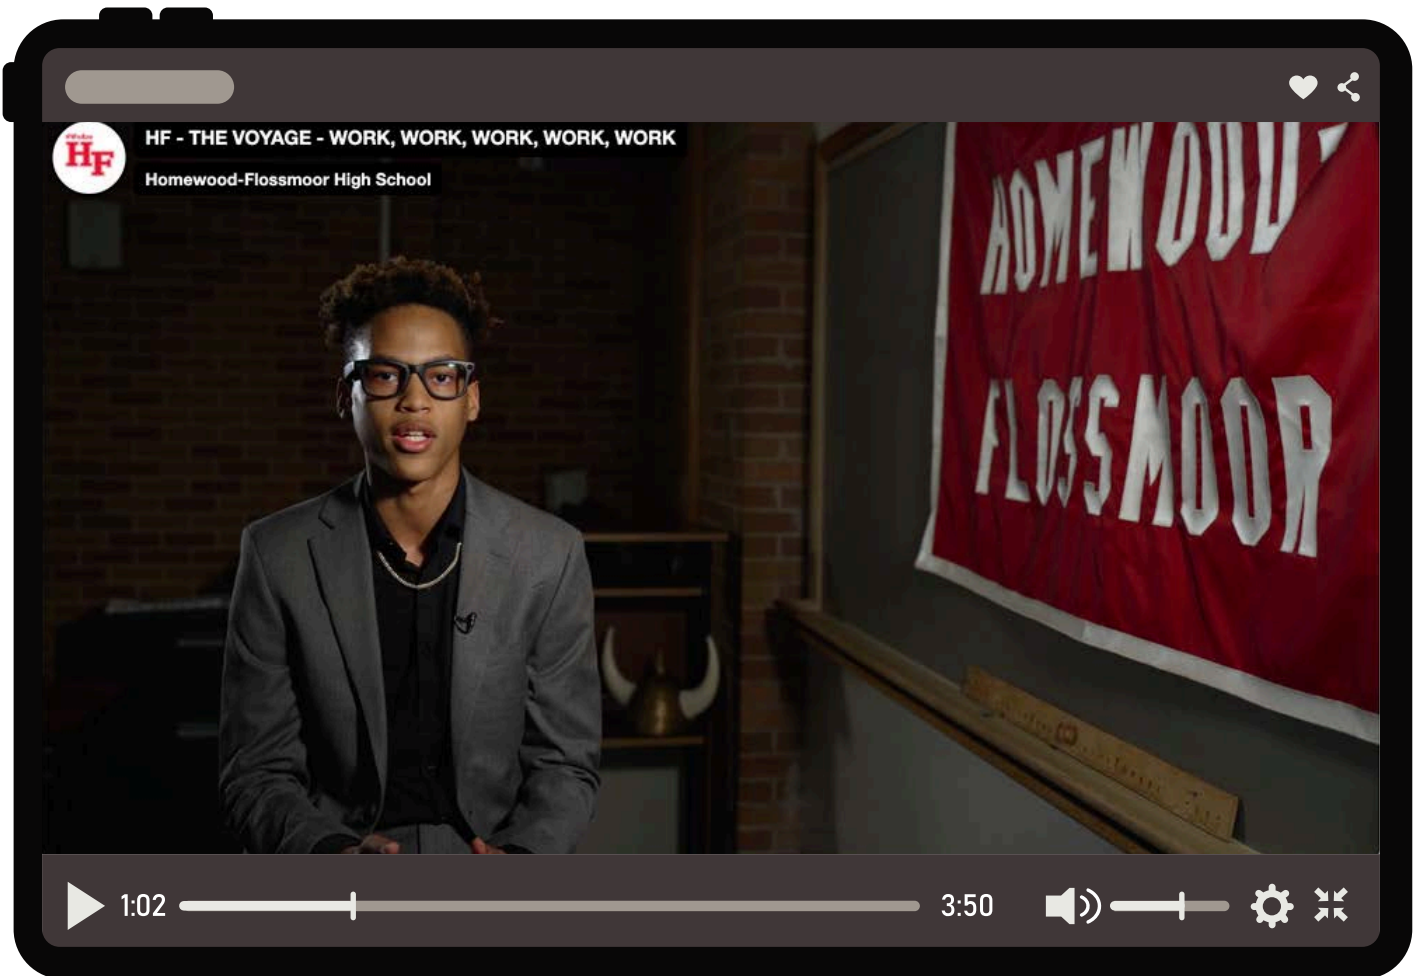 HF
HF - THE VOYAGE - WORK, WORK, WORK, WORK, WORK
Homewood-Flossmoor High School
HOMEWOOD-
FLOSSMOOR
1:02
3:50